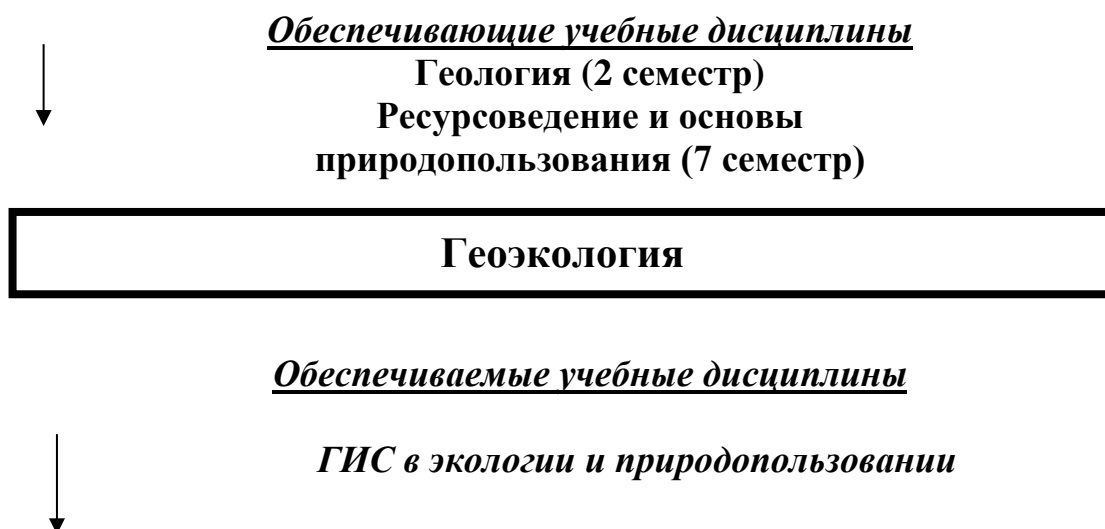 Обеспечивающие учебные дисциплины
Геология (2 семестр)
Ресурсоведение и основы
природопользования (7 семестр)
Геоэкология
Обеспечиваемые учебные дисциплины
ГИС в экологии и природопользовании